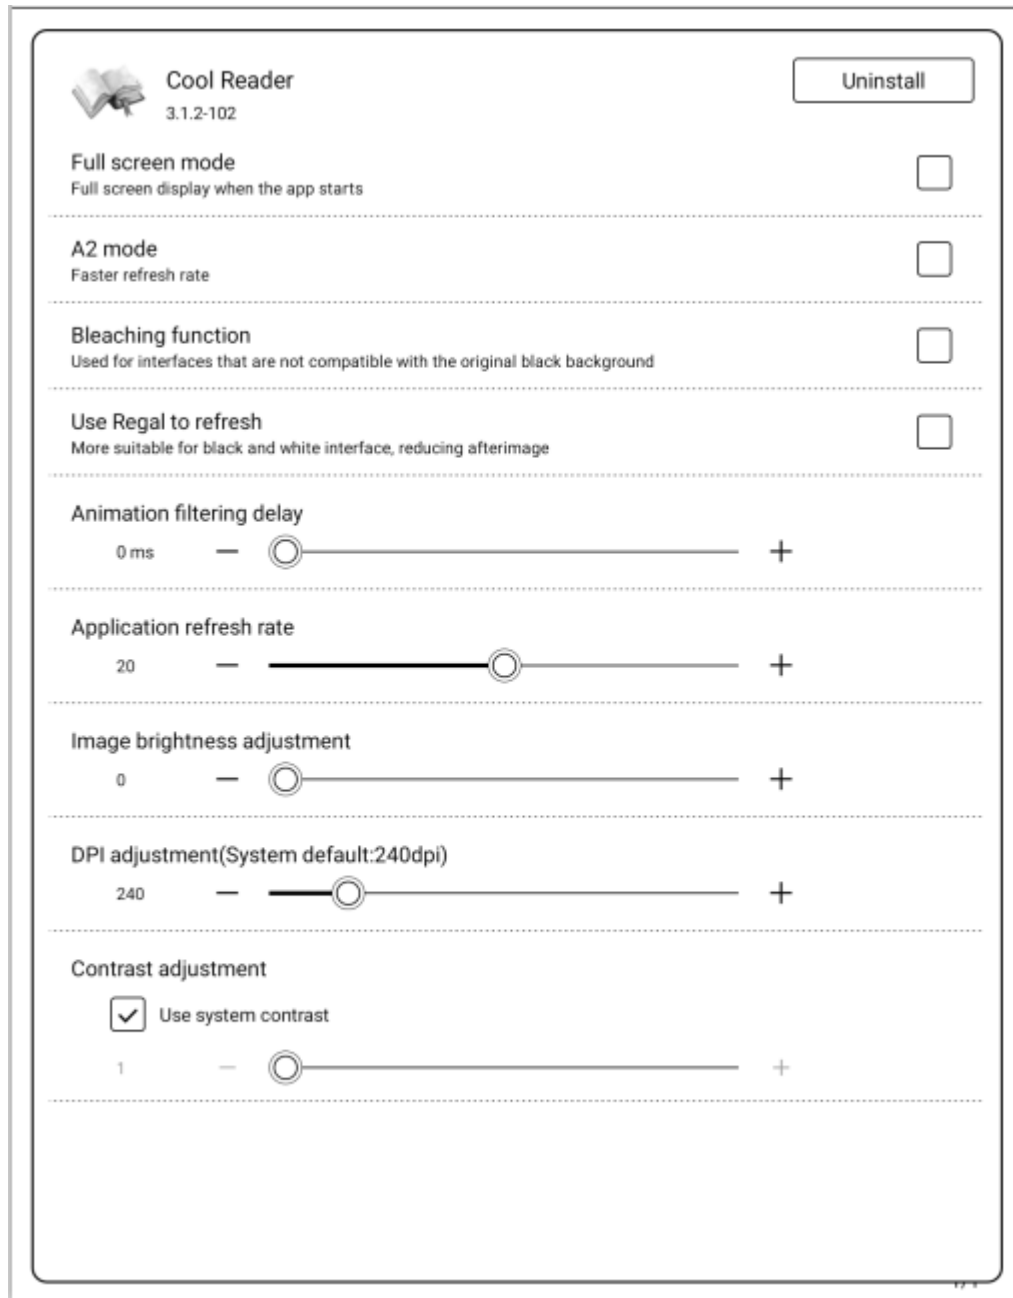 Cool Reader
Uninstall
3.1.2-102
Full screen mode
Full screen display when the app starts
A2 mode
Faster refresh rate
Bleaching function
Used for interfaces that are not compatible with the original black background
Use Regal to refresh
More suitable for black and white interface, reducing afterimage
Animation filtering delay
0 ms
Application refresh rate
20
Image brightness adjustment
0
DPI adjustment(System default:240dpi)
240
Contrast adjustment
Use system contrast
1